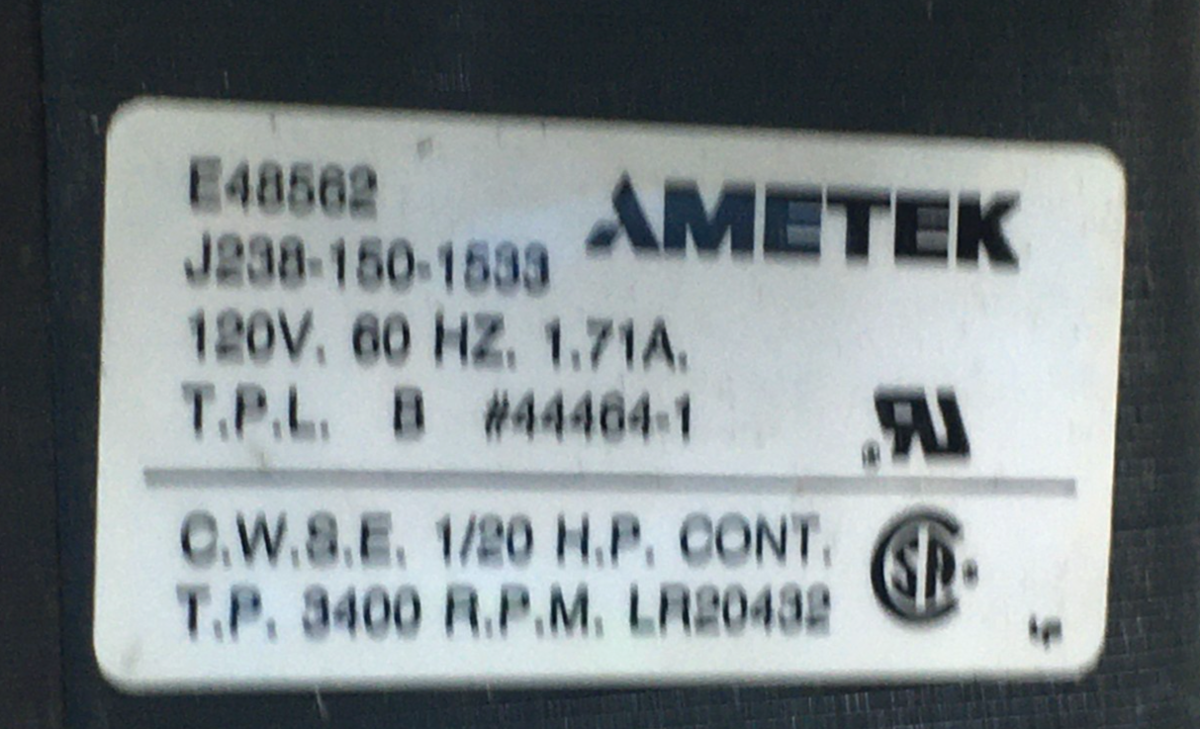 E48562
AMETEK
J238-150-1533
120V. 60 HZ. 1.71A.
T.P.L. B #44464-1
®
C.W.S.E. 1/20 H.P. CONT.
T.P. 3400 R.P.M. LR20432